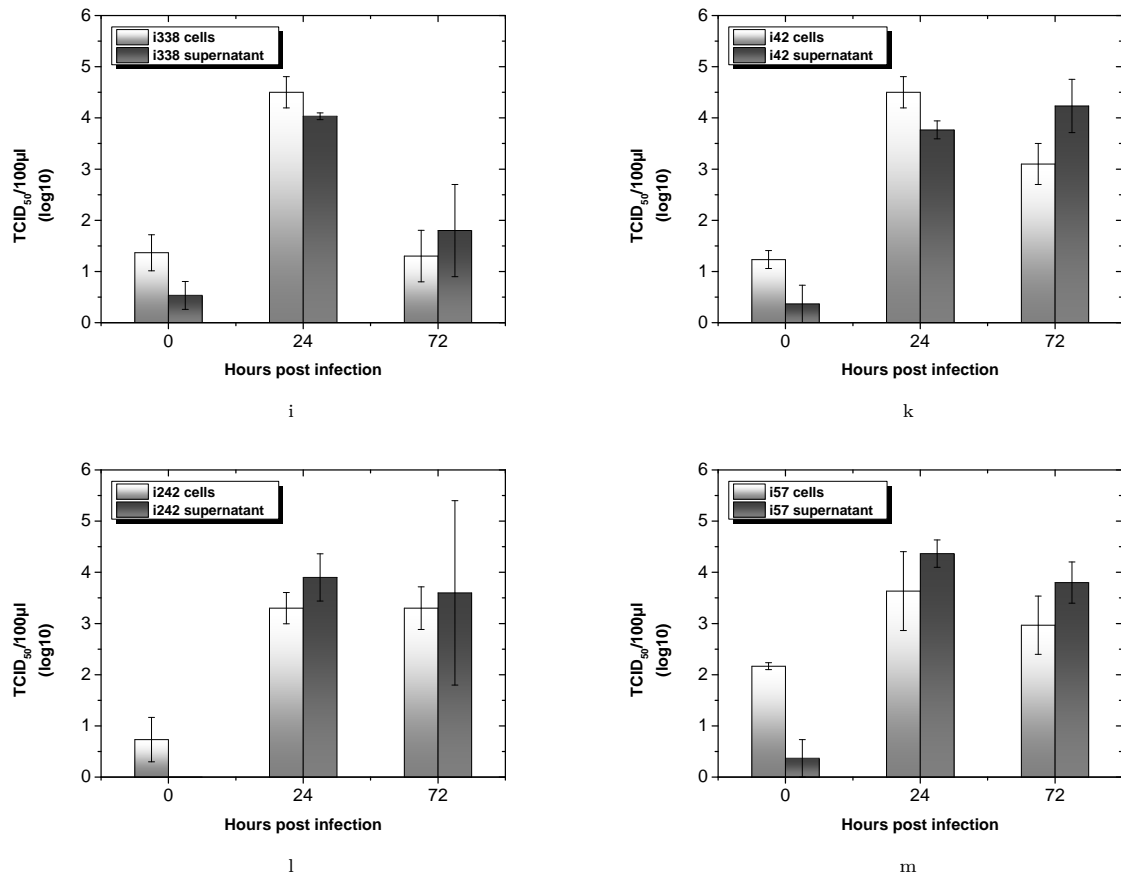 6
5
4
3
2
1
0
i338 cells
i338 supernatant
TCID50/100µl
(log10)
0 24 72
Hours post infection
i
6
5
4
3
2
1
0
i42 cells
i42 supernatant
TCID50/100µl
(log10)
0 24 72
Hours post infection
k
6
5
4
3
2
1
0
i242 cells
i242 supernatant
TCID50/100µl
(log10)
0 24 72
Hours post infection
l
6
5
4
3
2
1
0
i57 cells
i57 supernatant
TCID50/100µl
(log10)
0 24 72
Hours post infection
m